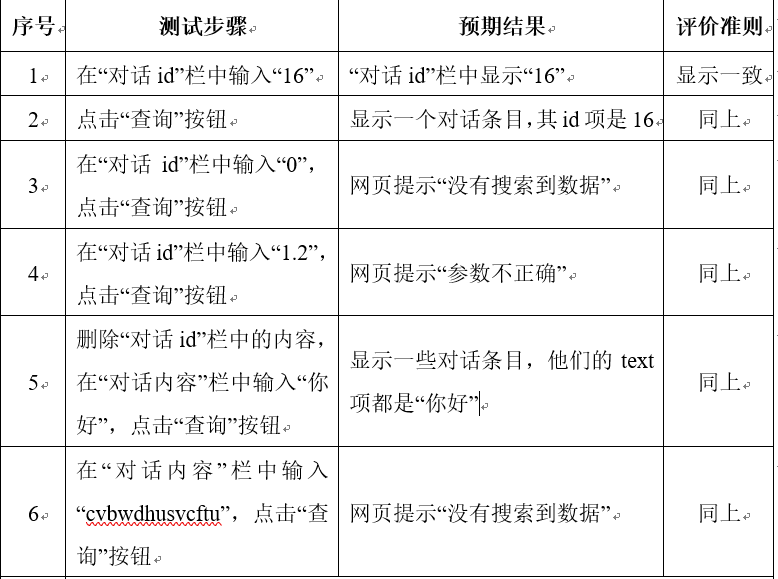 序号 测试步骤 预期结果 评价准则
1 在“对话 id”栏中输入“16” “对话 id”栏中显示“16” 显示一致
2 点击“查询”按钮 显示一个对话条目，其 id 项是 16 同上
3 在“对话 id”栏中输入“0”， 网页提示“没有搜索到数据” 同上
点击“查询”按钮
4 在“对话 id”栏中输入“1.2”， 网页提示“参数不正确” 同上
点击“查询”按钮
5 删除“对话 id”栏中的内容， 显示一些对话条目，他们的 text 同上
在“对话内容”栏中输入“你 项都是“你好”
好”，点击“查询”按钮
6 在“对话内容”栏中输入 网页提示“没有搜索到数据” 同上
“cvbwdhusvcftu”，点击“查
询”按钮